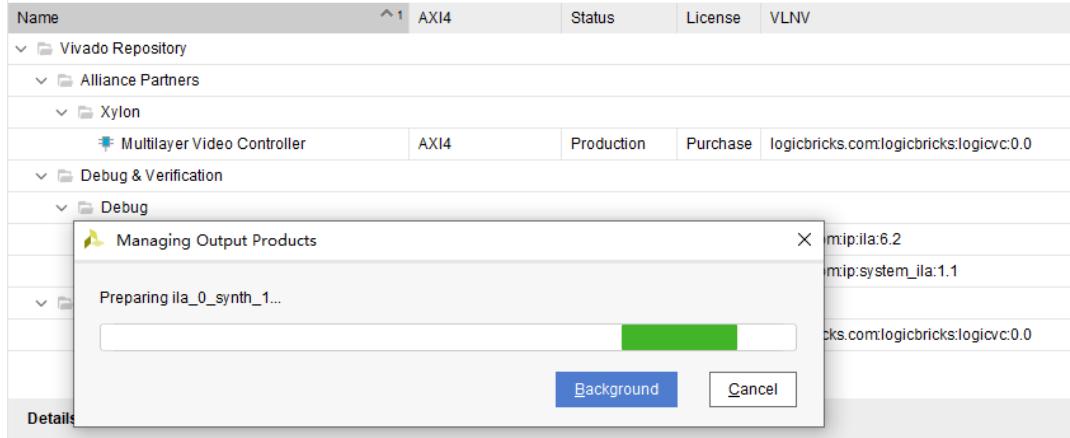 Name ^1 AXI4 Status License VLNV
Vivado Repository
Alliance Partners
Xylon
Multilayer Video Controller AXI4 Production Purchase logicbricks.com:logicbricks:logicvc:0.0
Debug & Verification
Debug
Managing Output Products
m:ip:ila:6.2
m:ip:system_ila:1.1
Preparing ila_0_synth_1...
cks.com:logicbricks:logicvc:0.0
Background Cancel
Details